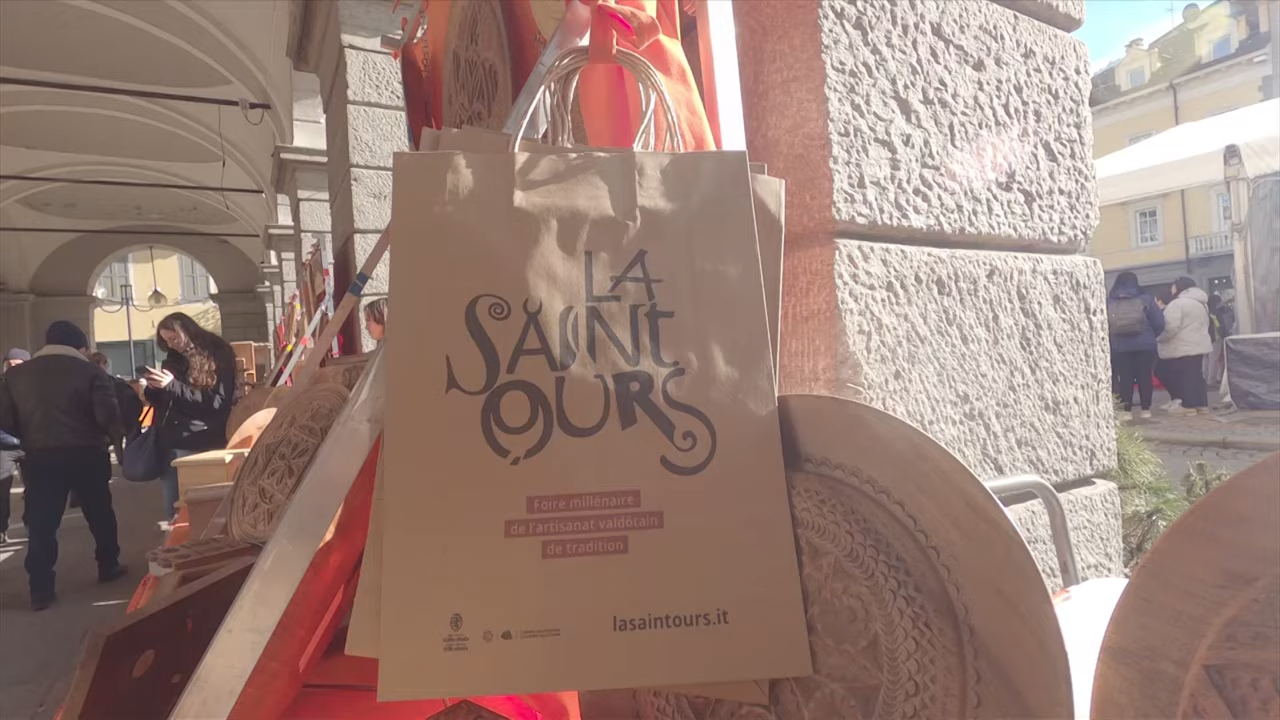 LA
SAINt
OURS
Foire millénaire
de l'artisanat valdôtain
de tradition
lasaintours.it